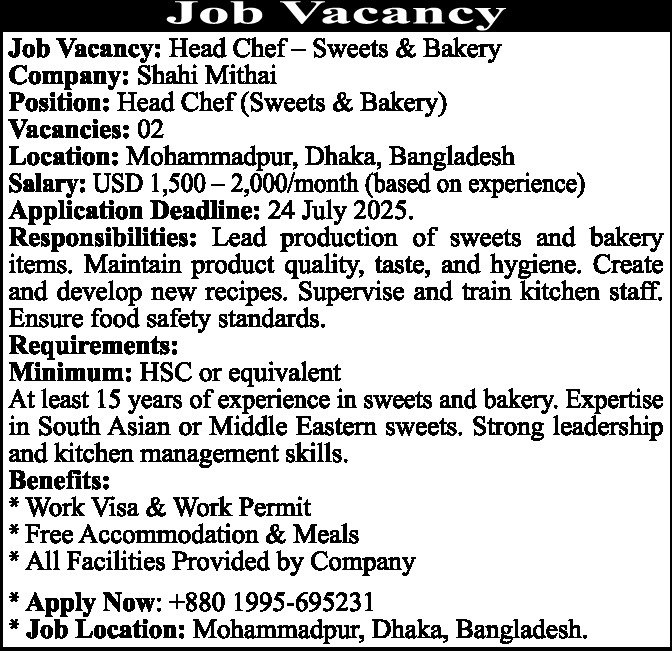 Job Vacancy
Job Vacancy: Head Chef – Sweets & Bakery
Company: Shahi Mithai
Position: Head Chef (Sweets & Bakery)
Vacancies: 02
Location: Mohammadpur, Dhaka, Bangladesh
Salary: USD 1,500 – 2,000/month (based on experience)
Application Deadline: 24 July 2025.
Responsibilities: Lead production of sweets and bakery
items. Maintain product quality, taste, and hygiene. Create
and develop new recipes. Supervise and train kitchen staff.
Ensure food safety standards.
Requirements:
Minimum: HSC or equivalent
At least 15 years of experience in sweets and bakery. Expertise
in South Asian or Middle Eastern sweets. Strong leadership
and kitchen management skills.
Benefits:
* Work Visa & Work Permit
* Free Accommodation & Meals
* All Facilities Provided by Company
* Apply Now: +880 1995-695231
* Job Location: Mohammadpur, Dhaka, Bangladesh.